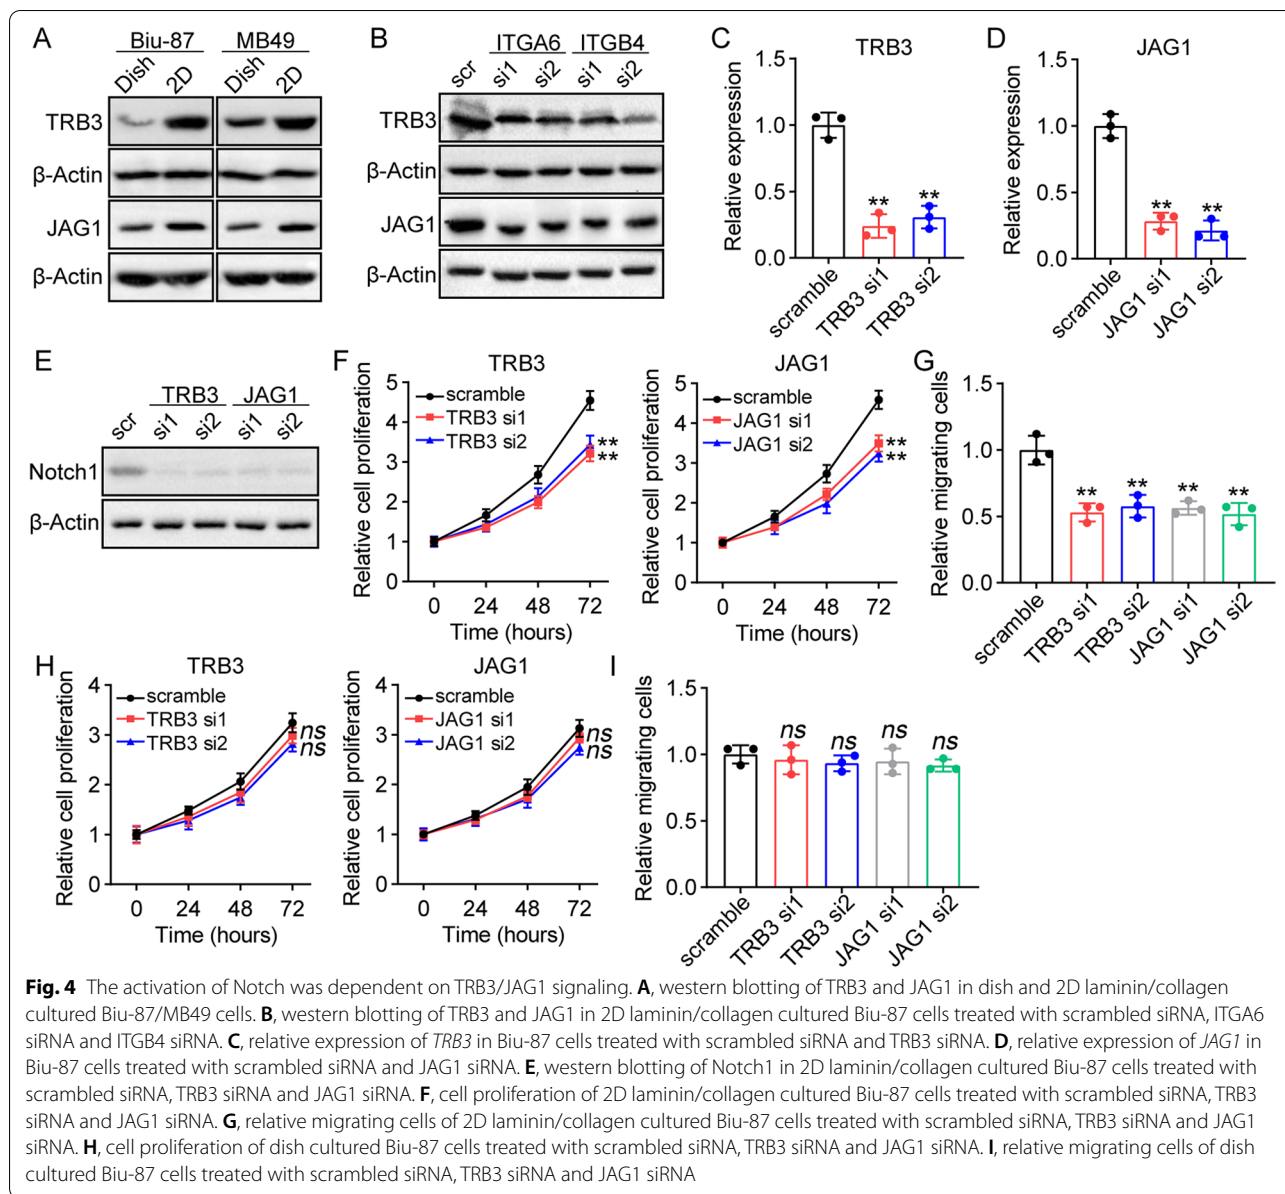 A
Biu-87 MB49
Dish 2D Dish 2D
TRB3
β-Actin
JAG1
β-Actin
B
ITGA6 ITGB4
scr si1 si2 si1 si2
TRB3
β-Actin
JAG1
β-Actin
C
TRB3
Relative expression
1.5
1.0
0.5
0.0
** **
scramble
TRB3 si1
TRB3 si2
D
JAG1
Relative expression
1.5
1.0
0.5
0.0
** **
scramble
JAG1 si1
JAG1 si2
E
TRB3 JAG1
scr si1 si2 si1 si2
Notch1
β-Actin
F
TRB3
Relative cell proliferation
5
4
3
2
1
0
scramble
TRB3 si1
TRB3 si2
**
**
0 24 48 72
Time (hours)
JAG1
Relative cell proliferation
5
4
3
2
1
0
scramble
JAG1 si1
JAG1 si2
**
**
0 24 48 72
Time (hours)
G
Relative migrating cells
1.5
1.0
0.5
0.0
** ** ** **
scramble
TRB3 si1
TRB3 si2
JAG1 si1
JAG1 si2
H
TRB3
Relative cell proliferation
4
3
2
1
0
scramble
TRB3 si1
TRB3 si2
ns
ns
0 24 48 72
Time (hours)
JAG1
Relative cell proliferation
4
3
2
1
0
scramble
JAG1 si1
JAG1 si2
ns
ns
0 24 48 72
Time (hours)
I
Relative migrating cells
1.5
1.0
0.5
0.0
ns ns ns ns
scramble
TRB3 si1
TRB3 si2
JAG1 si1
JAG1 si2
Fig. 4 The activation of Notch was dependent on TRB3/JAG1 signaling. A, western blotting of TRB3 and JAG1 in dish and 2D laminin/collagen
cultured Biu-87/MB49 cells. B, western blotting of TRB3 and JAG1 in 2D laminin/collagen cultured Biu-87 cells treated with scrambled siRNA, ITGA6
siRNA and ITGB4 siRNA. C, relative expression of TRB3 in Biu-87 cells treated with scrambled siRNA and TRB3 siRNA. D, relative expression of JAG1 in
Biu-87 cells treated with scrambled siRNA and JAG1 siRNA. E, western blotting of Notch1 in 2D laminin/collagen cultured Biu-87 cells treated with
scrambled siRNA, TRB3 siRNA and JAG1 siRNA. F, cell proliferation of 2D laminin/collagen cultured Biu-87 cells treated with scrambled siRNA, TRB3
siRNA and JAG1 siRNA. G, relative migrating cells of 2D laminin/collagen cultured Biu-87 cells treated with scrambled siRNA, TRB3 siRNA and JAG1
siRNA. H, cell proliferation of dish cultured Biu-87 cells treated with scrambled siRNA, TRB3 siRNA and JAG1 siRNA. I, relative migrating cells of dish
cultured Biu-87 cells treated with scrambled siRNA, TRB3 siRNA and JAG1 siRNA